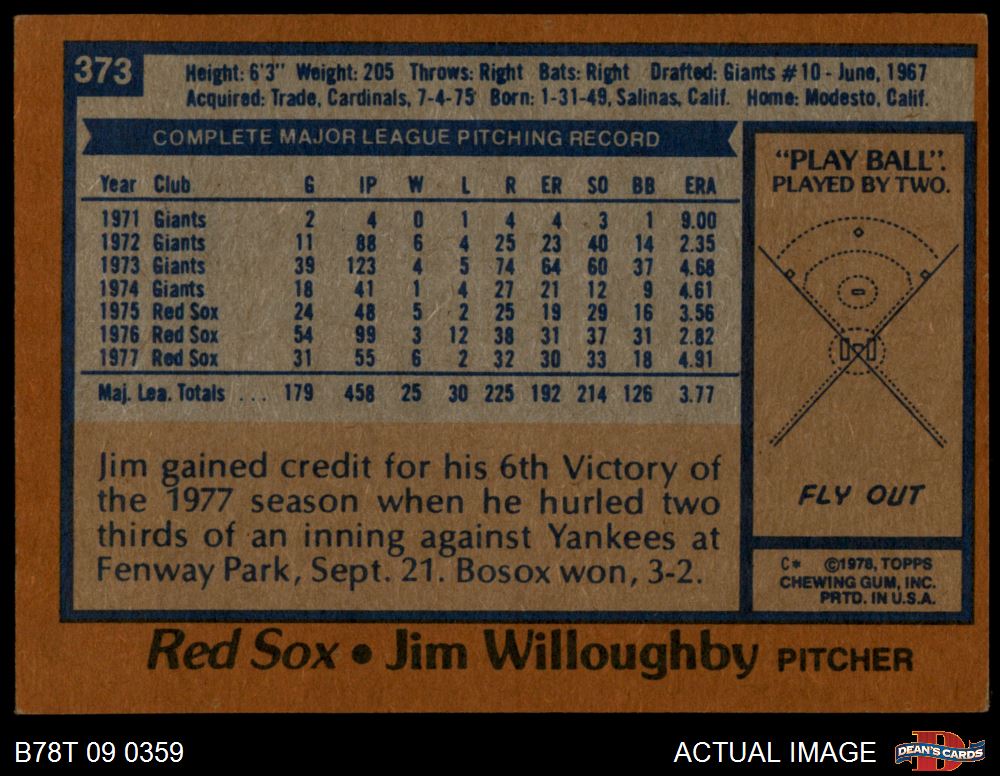 373
Height: 6'3" Weight: 205 Throws: Right Bats: Right Drafted: Giants #10 - June, 1967
Acquired: Trade, Cardinals, 7-4-75 Born: 1-31-49, Salinas, Calif. Home: Modesto, Calif.
COMPLETE MAJOR LEAGUE PITCHING RECORD
Year Club G IP W L R ER SO BB ERA
1971 Giants 2 4 0 1 4 4 3 1 9.00
1972 Giants 11 88 6 4 25 23 40 14 2.35
1973 Giants 39 123 4 5 74 64 60 37 4.68
1974 Giants 18 41 1 4 27 21 12 9 4.61
1975 Red Sox 24 48 5 2 25 19 29 16 3.56
1976 Red Sox 54 99 3 12 38 31 37 31 2.82
1977 Red Sox 31 55 6 2 32 30 33 18 4.91
Maj. Lea. Totals ... 179 458 25 30 225 192 214 126 3.77
Jim gained credit for his 6th Victory of
the 1977 season when he hurled two
thirds of an inning against Yankees at
Fenway Park, Sept. 21. Bosox won, 3-2.
"PLAY BALL".
PLAYED BY TWO.
FLY OUT
C* ©1978, TOPPS
CHEWING GUM, INC.
PRTD. IN U.S.A.
Red Sox • Jim Willoughby PITCHER
B78T 09 0359
ACTUAL IMAGE
D
DEAN'S CARDS